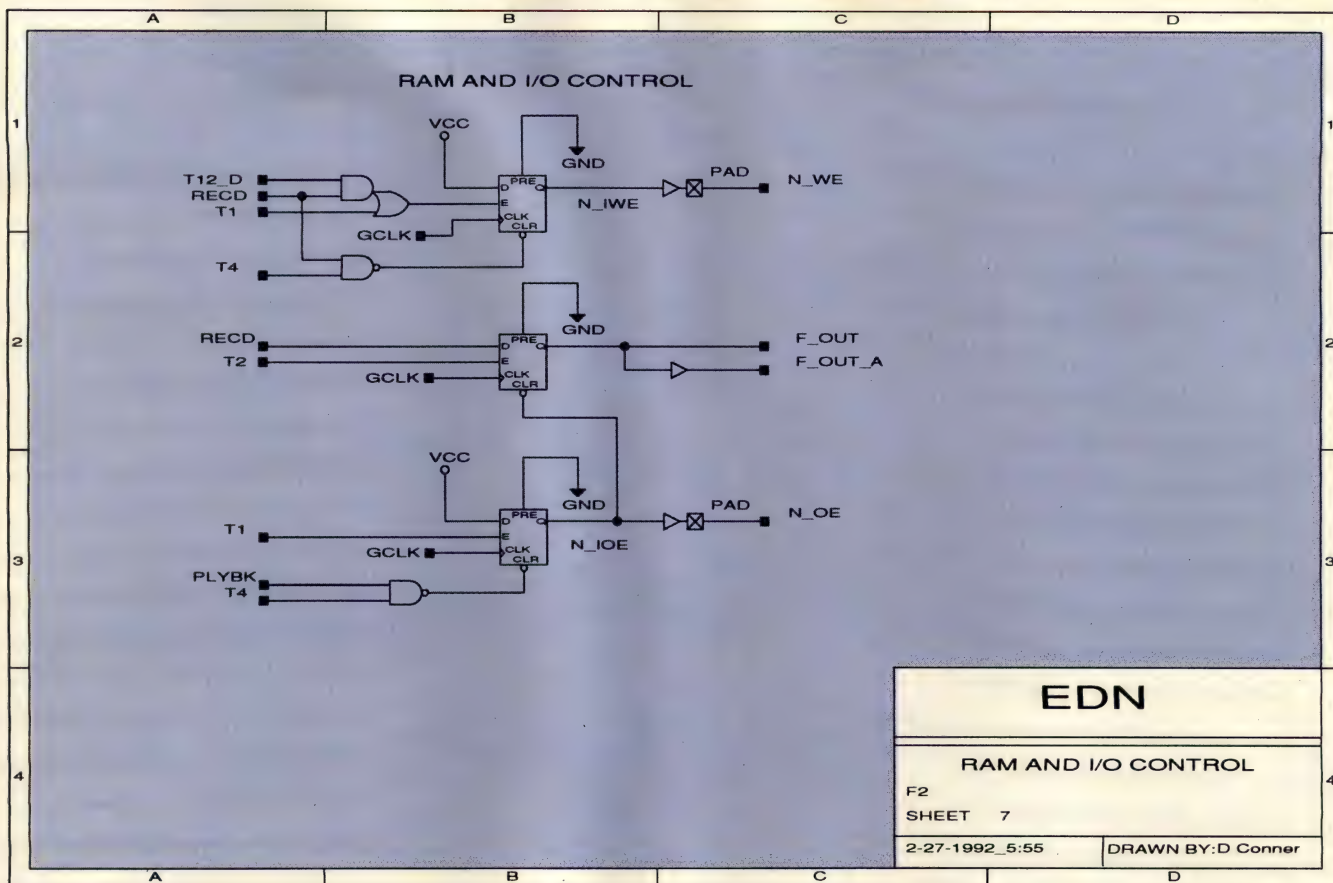 A B C D
RAM AND I/O CONTROL
1 1
VCC
GND
PAD
T12_D
RECD
T1
D PRE Q
E
CLK
CLR
N_IWE
N_WE
GCLK
T4
GND
2 2
RECD
T2
D PRE Q
E
CLK
CLR
F_OUT
F_OUT_A
GCLK
VCC
GND
PAD
T1
D PRE Q
E
CLK
CLR
N_IOE
N_OE
GCLK
3 3
PLYBK
T4
EDN
RAM AND I/O CONTROL
4 4
F2
SHEET 7
2-27-1992_5:55 DRAWN BY:D Conner
A B C D